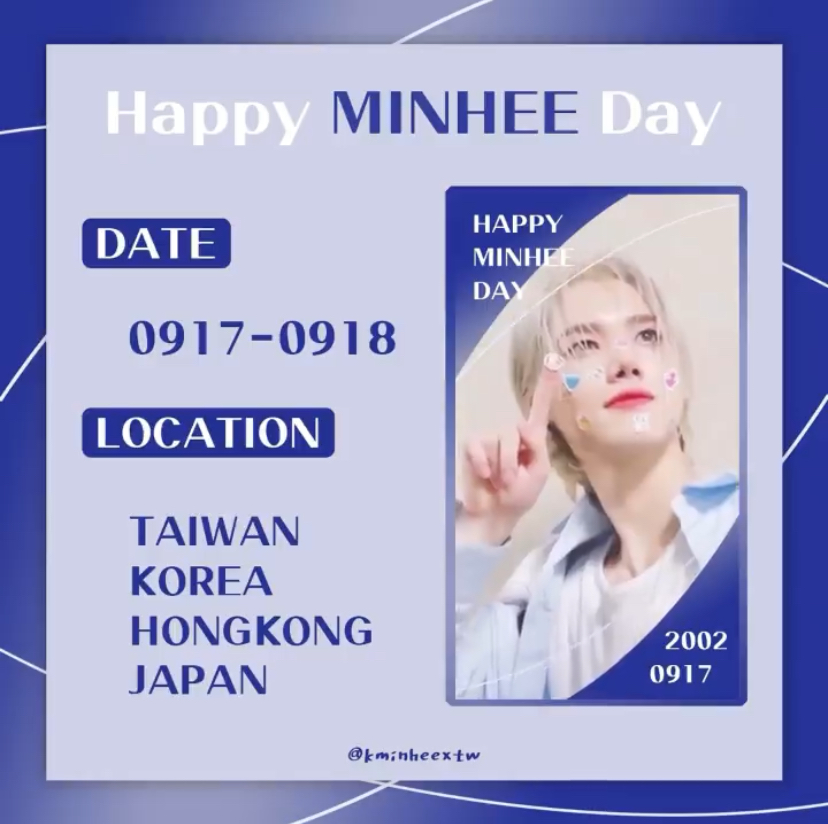 Happy MINHEE Day
DATE
0917-0918
LOCATION
TAIWAN
KOREA
HONGKONG
JAPAN
HAPPY
MINHEE
DAY
2002
0917
@kminheextw